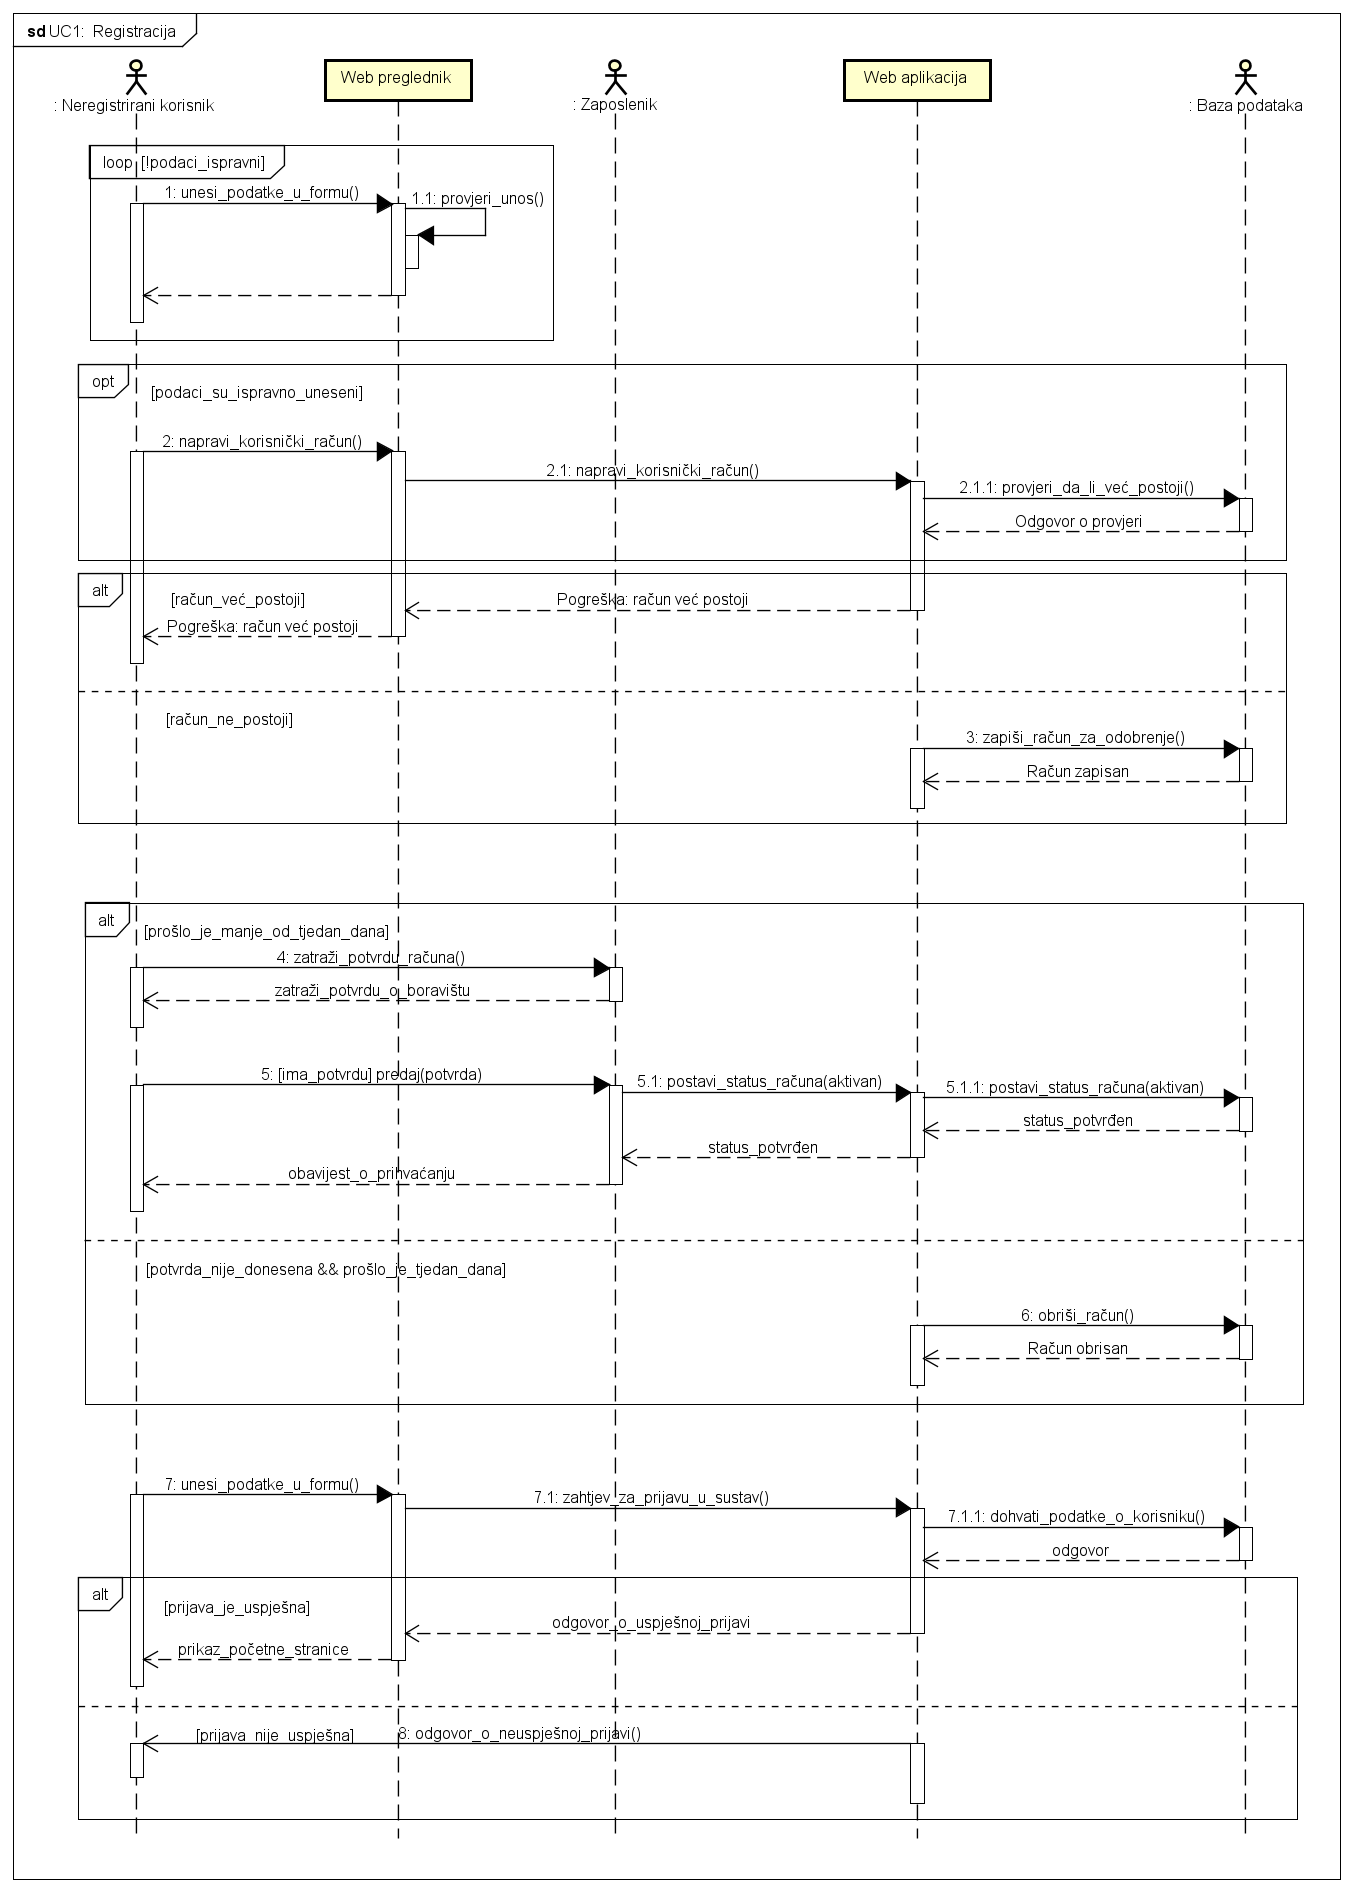 sd UC1: Registracija
: Neregistrirani korisnik
Web preglednik
: Zaposlenik
Web aplikacija
: Baza podataka
loop [!podaci_ispravni]
1: unesi_podatke_u_formu()
1.1: provjeri_unos()
opt
[podaci_su_ispravno_uneseni]
2: napravi_korisnički_račun()
2.1: napravi_korisnički_račun()
2.1.1: provjeri_da_li_već_postoji()
Odgovor o provjeri
alt
[račun_već_postoji]
Pogreška: račun već postoji
Pogreška: račun već postoji
[račun_ne_postoji]
3: zapiši_račun_za_odobrenje()
Račun zapisan
alt
[prošlo_je_manje_od_tjedan_dana]
4: zatraži_potvrdu_računa()
zatraži_potvrdu_o_boravištu
5: [ima_potvrdu] predaj(potvrda)
5.1: postavi_status_računa(aktivan)
5.1.1: postavi_status_računa(aktivan)
status_potvrđen
status_potvrđen
obavijest_o_prihvaćanju
[potvrda_nije_donesena && prošlo_je_tjedan_dana]
6: obriši_račun()
Račun obrisan
7: unesi_podatke_u_formu()
7.1: zahtjev_za_prijavu_u_sustav()
7.1.1: dohvati_podatke_o_korisniku()
odgovor
alt
[prijava_je_uspješna]
odgovor_o_uspješnoj_prijavi
prikaz_početne_stranice
[prijava_nije_uspješna]
8: odgovor_o_neuspješnoj_prijavi()